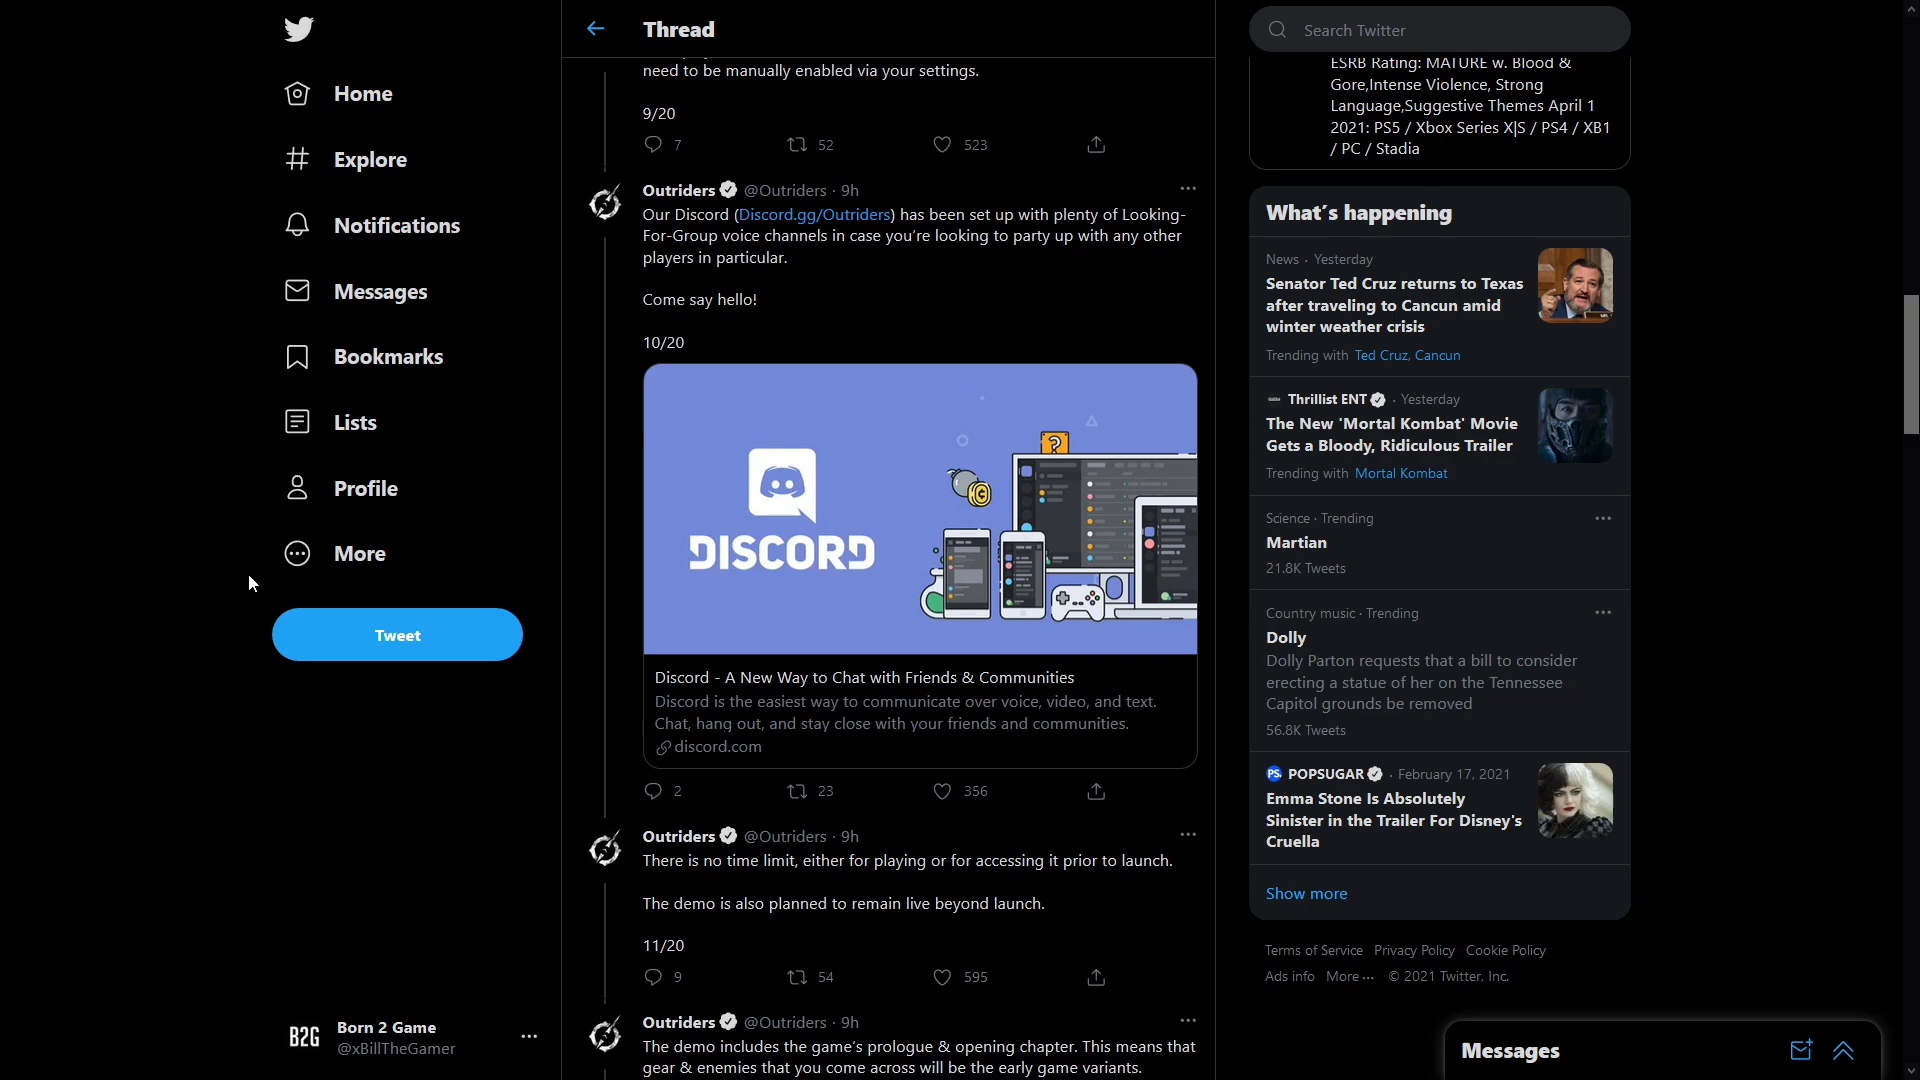 Home
Explore
Notifications
Messages
Bookmarks
Lists
Profile
More
Tweet
B2G
Born 2 Game
@xBillTheGamer
Thread
need to be manually enabled via your settings.
9/20
7 52 523
Outriders @Outriders · 9h
Our Discord (Discord.gg/Outriders) has been set up with plenty of Looking-
For-Group voice channels in case you're looking to party up with any other
players in particular.
Come say hello!
10/20
DISCORD
Discord - A New Way to Chat with Friends & Communities
Discord is the easiest way to communicate over voice, video, and text.
Chat, hang out, and stay close with your friends and communities.
discord.com
2 23 356
Outriders @Outriders · 9h
There is no time limit, either for playing or for accessing it prior to launch.
The demo is also planned to remain live beyond launch.
11/20
9 54 595
Outriders @Outriders · 9h
The demo includes the game's prologue & opening chapter. This means that
gear & enemies that you come across will be the early game variants.
Search Twitter
ESRB Rating: MATURE w. Blood &
Gore,Intense Violence, Strong
Language,Suggestive Themes April 1
2021: PS5 / Xbox Series X|S / PS4 / XB1
/ PC / Stadia
What's happening
News · Yesterday
Senator Ted Cruz returns to Texas
after traveling to Cancun amid
winter weather crisis
Trending with Ted Cruz, Cancun
Thrillist ENT · Yesterday
The New 'Mortal Kombat' Movie
Gets a Bloody, Ridiculous Trailer
Trending with Mortal Kombat
Science · Trending
Martian
21.8K Tweets
Country music · Trending
Dolly
Dolly Parton requests that a bill to consider
erecting a statue of her on the Tennessee
Capitol grounds be removed
56.8K Tweets
PS. POPSUGAR · February 17, 2021
Emma Stone Is Absolutely
Sinister in the Trailer For Disney's
Cruella
Show more
Terms of Service Privacy Policy Cookie Policy
Ads info More ··· © 2021 Twitter, Inc.
Messages